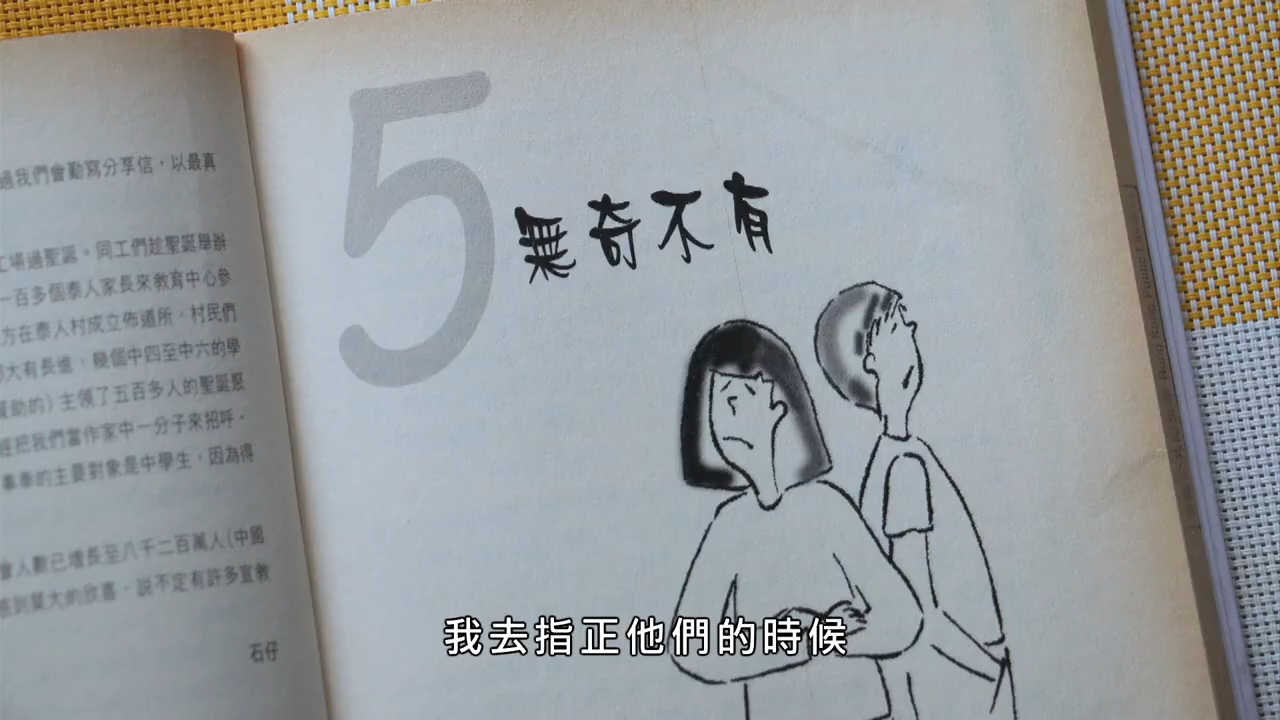 過我們會勤寫分享信，以最真
工場過聖誕。同工們趁聖誕舉辦
一百多個泰人家長來教育中心參
方在泰人村成立佈道所，村民們
大有長進，幾個中四至中六的學
助的）主領了五百多人的聖誕聚
把我們當作家中一分子來招呼，
事奉的主要對象是中學生，因為得
會人數已增長至八千二百萬人（中國
到莫大的欣喜，說不定有許多宣教
石仔
5
無奇不有
我去指正他們的時候